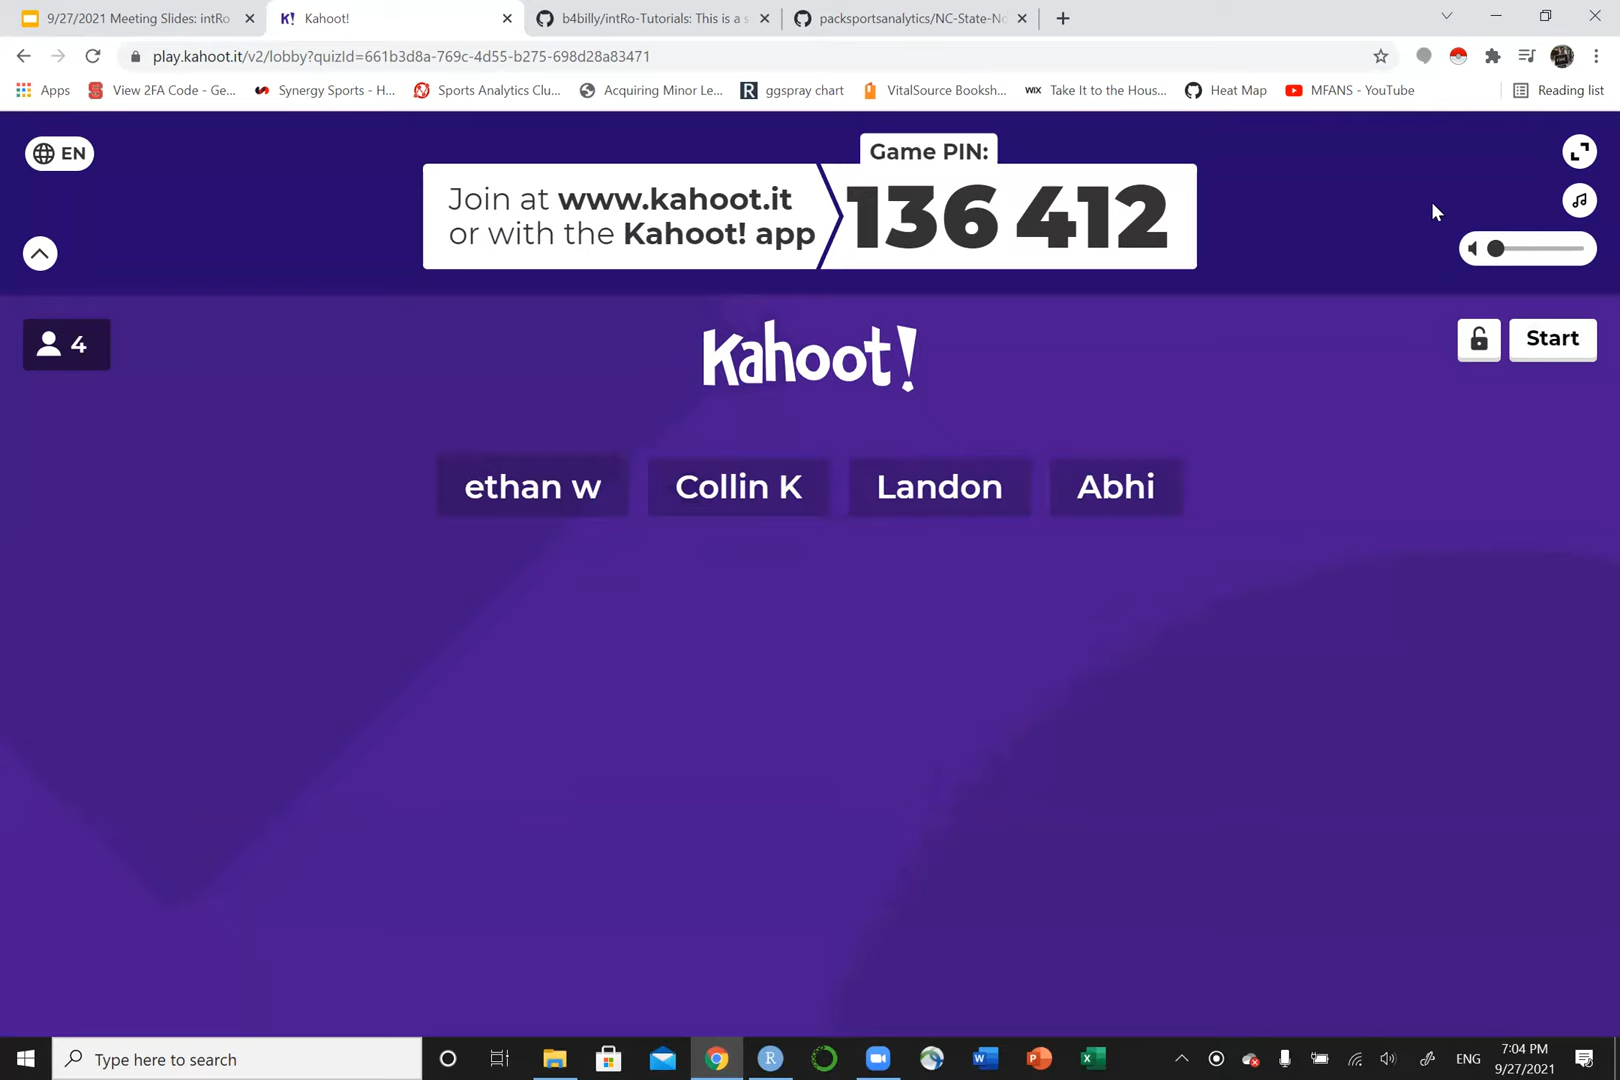 9/27/2021 Meeting Slides: intRo
K! Kahoot!
b4billy/intRo-Tutorials: This is a s
packsportsanalytics/NC-State-No
play.kahoot.it/v2/lobby?quizId=661b3d8a-769c-4d55-b275-698d28a83471
Apps
View 2FA Code - Ge...
Synergy Sports - H...
Sports Analytics Clu...
Acquiring Minor Le...
ggspray chart
VitalSource Booksh...
WIX Take It to the Hous...
Heat Map
MFANS - YouTube
Reading list
EN
Game PIN:
Join at www.kahoot.it
or with the Kahoot! app
136 412
4
Kahoot!
Start
ethan w
Collin K
Landon
Abhi
Type here to search
ENG
7:04 PM
9/27/2021